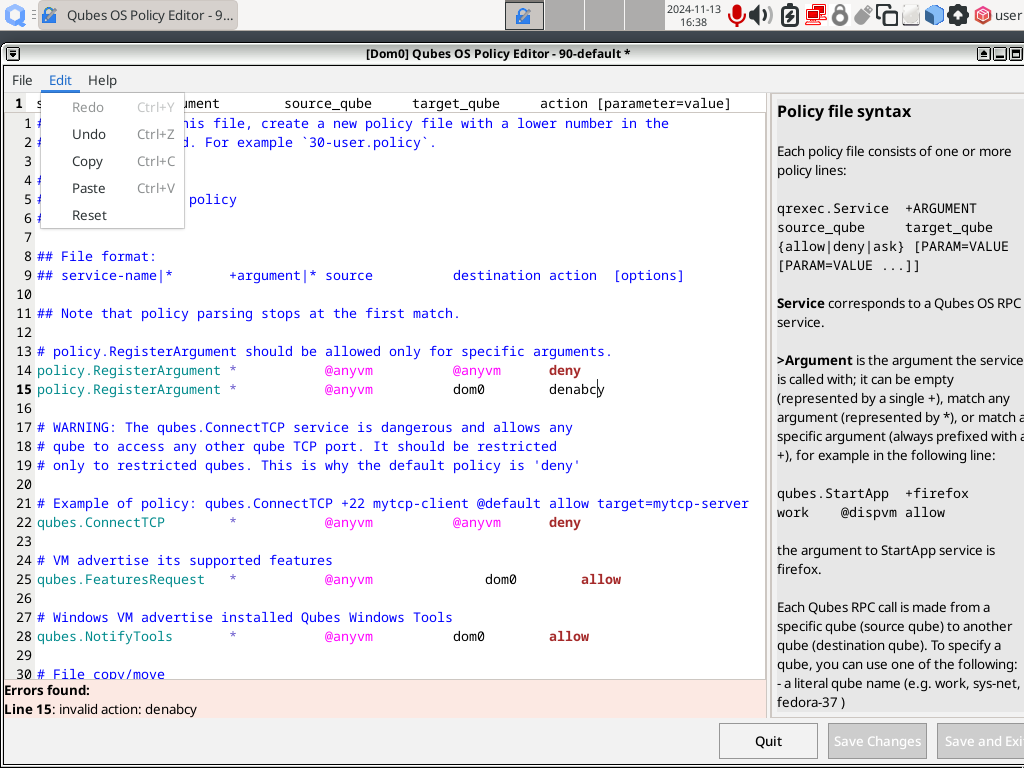 Qubes OS Policy Editor - 9...
2024-11-13
16:38
user
[Dom0] Qubes OS Policy Editor - 90-default *
File Edit Help
Redo Ctrl+Y
Undo Ctrl+Z
Copy Ctrl+C
Paste Ctrl+V
Reset
1 s ument source_qube target_qube action [parameter=value]
1 # his file, create a new policy file with a lower number in the
2 # d. For example `30-user.policy`.
3
4 #
5 # policy
6 #
7
8 ## File format:
9 ## service-name|* +argument|* source destination action [options]
10
11 ## Note that policy parsing stops at the first match.
12
13 # policy.RegisterArgument should be allowed only for specific arguments.
14 policy.RegisterArgument * @anyvm @anyvm deny
15 policy.RegisterArgument * @anyvm dom0 denabcy
16
17 # WARNING: The qubes.ConnectTCP service is dangerous and allows any
18 # qube to access any other qube TCP port. It should be restricted
19 # only to restricted qubes. This is why the default policy is 'deny'
20
21 # Example of policy: qubes.ConnectTCP +22 mytcp-client @default allow target=mytcp-server
22 qubes.ConnectTCP * @anyvm @anyvm deny
23
24 # VM advertise its supported features
25 qubes.FeaturesRequest * @anyvm dom0 allow
26
27 # Windows VM advertise installed Qubes Windows Tools
28 qubes.NotifyTools * @anyvm dom0 allow
29
30 # File copy/move
Errors found:
Line 15: invalid action: denabcy
Policy file syntax
Each policy file consists of one or more
policy lines:
qrexec.Service +ARGUMENT
source_qube target_qube
{allow|deny|ask} [PARAM=VALUE
[PARAM=VALUE ...]]
Service corresponds to a Qubes OS RPC
service.
>Argument is the argument the service
is called with; it can be empty
(represented by a single +), match any
argument (represented by *), or match a
specific argument (always prefixed with a
+), for example in the following line:
qubes.StartApp +firefox
work @dispvm allow
the argument to StartApp service is
firefox.
Each Qubes RPC call is made from a
specific qube (source qube) to another
qube (destination qube). To specify a
qube, you can use one of the following:
- a literal qube name (e.g. work, sys-net,
fedora-37 )
Quit Save Changes Save and Exi